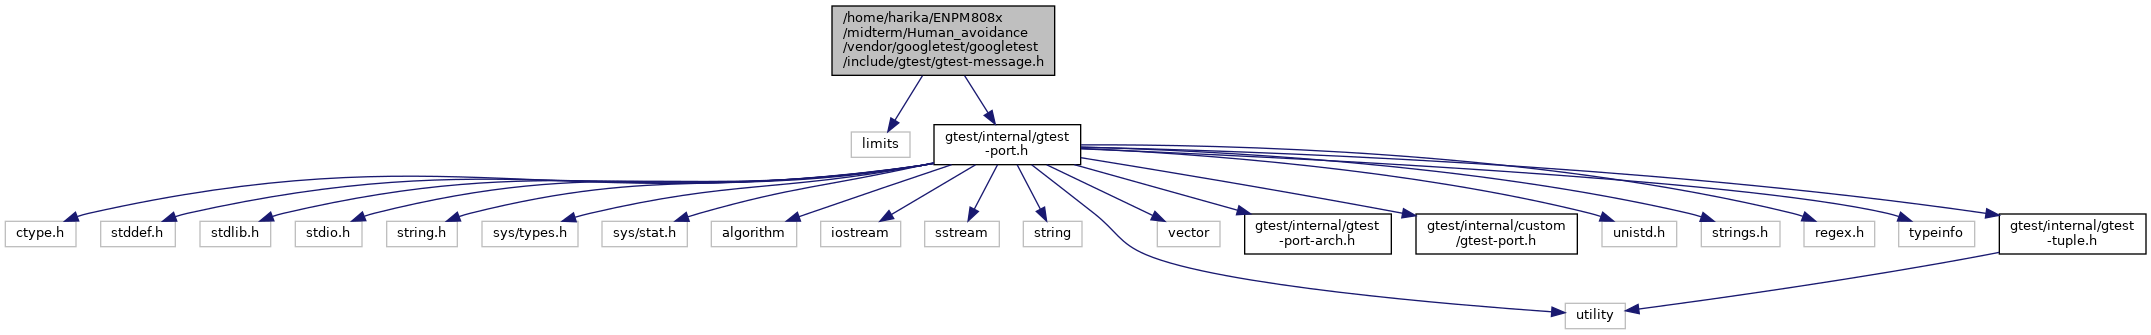 /home/harika/ENPM808x
/midterm/Human_avoidance
/vendor/googletest/googletest
/include/gtest/gtest-message.h
limits
gtest/internal/gtest
-port.h
ctype.h
stddef.h
stdlib.h
stdio.h
string.h
sys/types.h
sys/stat.h
algorithm
iostream
sstream
string
vector
gtest/internal/gtest
-port-arch.h
gtest/internal/custom
/gtest-port.h
unistd.h
strings.h
regex.h
typeinfo
gtest/internal/gtest
-tuple.h
utility